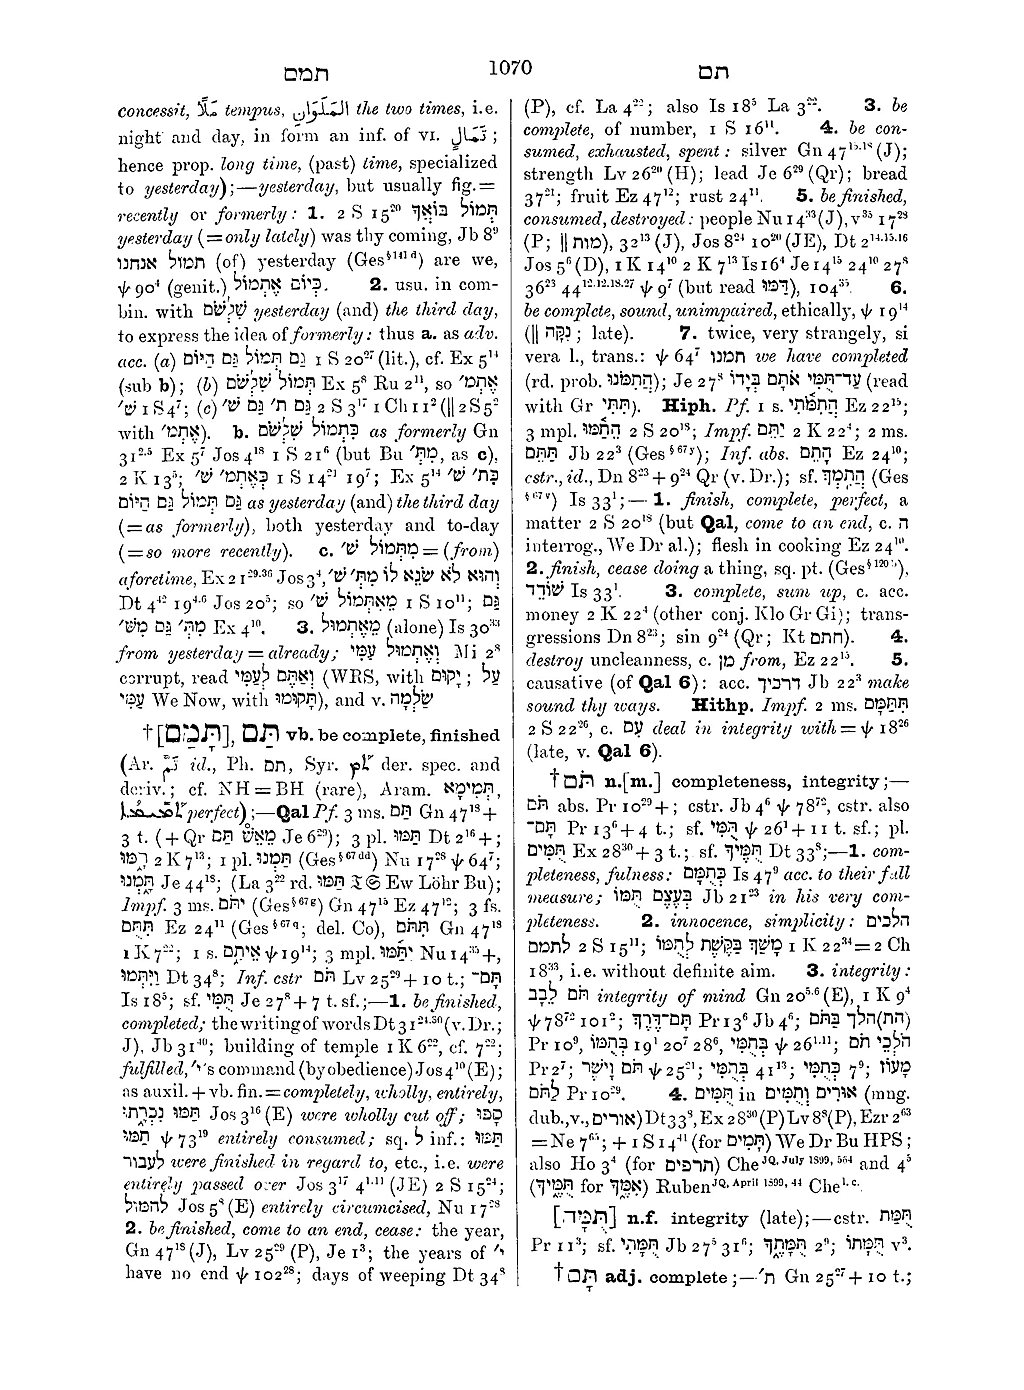 תמם
1070
תם
concessit, مَلًا tempus, المَلَوَانِ the two times, i.e.
night and day, in form an inf. of VI. تَمَالٍ ;
hence prop. long time, (past) time, specialized
to yesterday);—yesterday, but usually fig. =
recently or formerly: 1. 2 S 15²⁰ תְּמוֹל בּוֹאֶךָ
yesterday (= only lately) was thy coming, Jb 8⁹
תמול אנחנו (of) yesterday (Ges§¹⁴¹ᵈ) are we,
ψ 90⁴ (genit.) כְּיוֹם אֶתְמוֹל. 2. usu. in com-
bin. with שִׁלְשֹׁם yesterday (and) the third day,
to express the idea of formerly: thus a. as adv.
acc. (a) גַּם תְּמוֹל גַּם הַיּוֹם 1 S 20²⁷ (lit.), cf. Ex 5¹⁴
(sub b); (b) תְּמוֹל שִׁלְשֹׁם Ex 5⁸ Ru 2¹¹, so אֶתְמ׳
שׁ׳ 1 S 4⁷; (c) גַּם ת׳ גַּם שׁ׳ 2 S 3¹⁷ 1 Ch 11² (|| 2 S 5²
with אֶתְמ׳). b. כִּתְמוֹל שִׁלְשֹׁם as formerly Gn
31²·⁵ Ex 5⁷ Jos 4¹⁸ 1 S 21⁶ (but Bu מִתְּ׳, as c),
2 K 13⁵; כְּאֶתְמ׳ שׁ׳ 1 S 14²¹ 19⁷; Ex 5¹⁴ כִּת׳ שׁ׳
גַּם תְּמוֹל גַּם הַיּוֹם as yesterday (and) the third day
(= as formerly), both yesterday and to-day
(= so more recently). c. מִתְּמוֹל שׁ׳ = (from)
aforetime, Ex 21²⁹·³⁶ Jos 3⁴, וְהוּא לֹא שֹׂנֵא לוֹ מִתְּ׳ שׁ׳
Dt 4⁴² 19⁴·⁶ Jos 20⁵; so מֵאֶתְמוֹל שׁ׳ 1 S 10¹¹; גַּם
מִתְּ׳ גַּם מִשּׁ׳ Ex 4¹⁰. 3. מֵאֶתְמוּל (alone) Is 30³³
from yesterday = already; וְאֶתְמוּל עַמִּי Mi 2⁸
corrupt, read וְאַתֶּם לְעַמִּי (WRS, with יָקוּם ; עַל
עַמִּי We Now, with תָּקוּמוּ), and v. שַׂלְמָה.
†[תָּמַם], תַּם vb. be complete, finished
(Ar. تَمَّ id., Ph. תם, Syr. der. spec. and
deriv.; cf. NH = BH (rare), Aram. תְּמִימָא,
perfect);—Qal Pf. 3 ms. תַּם Gn 47¹⁸ +
3 t. (+ Qr מֵאֵשׁ תַּם Je 6²⁹); 3 pl. תַּמּוּ Dt 2¹⁶ + ;
תָּ֑מּוּ 2 K 7¹³; 1 pl. תַּמְנוּ (Ges§⁶⁷ᵈᵈ) Nu 17²⁸ ψ 64⁷;
תָּ֑מְנוּ Je 44¹⁸; (La 3²² rd. תַּמּוּ 𝔗 𝔖 Ew Löhr Bu);
Impf. 3 ms. יִתֹּם (Ges§⁶⁷ᵍ) Gn 47¹⁵ Ez 47¹²; 3 fs.
תִּתֻּם Ez 24¹¹ (Ges§⁶⁷ᑫ; del. Co), תִּתֹּם Gn 47¹⁸
1 K 7²²; 1 s. אֵיתָם ψ 19¹⁴; 3 mpl. יִתַּמּוּ Nu 14³⁵ +,
וַיִּתְּמוּ Dt 34⁸; Inf. cstr תֹּם Lv 25²⁹ + 10 t.; תָּם־
Is 18⁵; sf. תֻּמִּי Je 27⁸ + 7 t. sf.;—1. be finished,
completed; the writing of words Dt 31²⁴·³⁰ (v. Dr.;
J), Jb 31⁴⁰; building of temple 1 K 6²², cf. 7²²;
fulfilled, י׳'s command (by obedience) Jos 4¹⁰ (E);
as auxil. + vb. fin. = completely, wholly, entirely,
תַּמּוּ נִכְרָתוּ Jos 3¹⁶ (E) were wholly cut off; סָפוּ
תַמּוּ ψ 73¹⁹ entirely consumed; sq. לְ inf.: תַּמּוּ
לעבור were finished in regard to, etc., i.e. were
entirely passed over Jos 3¹⁷ 4¹·¹¹ (JE) 2 S 15²⁴;
להמול Jos 5⁸ (E) entirely circumcised, Nu 17²⁸
2. be finished, come to an end, cease: the year,
Gn 47¹⁸ (J), Lv 25²⁹ (P), Je 1³; the years of י׳
have no end ψ 102²⁸; days of weeping Dt 34⁸
(P), cf. La 4²²; also Is 18⁵ La 3²². 3. be
complete, of number, 1 S 16¹¹. 4. be con-
sumed, exhausted, spent: silver Gn 47¹⁵·¹⁸ (J);
strength Lv 26²⁰ (H); lead Je 6²⁹ (Qr); bread
37²¹; fruit Ez 47¹²; rust 24¹¹. 5. be finished,
consumed, destroyed: people Nu 14³³ (J), v³⁵ 17²⁸
(P; || מות), 32¹³ (J), Jos 8²⁴ 10²⁰ (JE), Dt 2¹⁴·¹⁵·¹⁶
Jos 5⁶ (D), 1 K 14¹⁰ 2 K 7¹³ Is 16⁴ Je 14¹⁵ 24¹⁰ 27⁸
36²³ 44¹²·¹²·¹⁸·²⁷ ψ 9⁷ (but read דַּמּוּ), 104³⁵. 6.
be complete, sound, unimpaired, ethically, ψ 19¹⁴
(|| נִקָּה ; late). 7. twice, very strangely, si
vera l., trans.: ψ 64⁷ תמנו we have completed
(rd. prob. הֲתִמֹּנוּ); Je 27⁸ עַד־תֻּמִּי אֹתָם בְּיָדוֹ (read
with Gr תִּתִּי). Hiph. Pf. 1 s. הֲתִמֹּתִי Ez 22¹⁵;
3 mpl. הֵתַמּוּ 2 S 20¹⁸; Impf. יַתֵּם 2 K 22⁴; 2 ms.
תַּתֵּם Jb 22³ (Ges§⁶⁷ʸ); Inf. abs. הָתֵם Ez 24¹⁰;
cstr., id., Dn 8²³ + 9²⁴ Qr (v. Dr.); sf. הֲתִמְךָ (Ges
§⁶⁷ᵛ) Is 33¹;—1. finish, complete, perfect, a
matter 2 S 20¹⁸ (but Qal, come to an end, c. ה
interrog., We Dr al.); flesh in cooking Ez 24¹⁰.
2. finish, cease doing a thing, sq. pt. (Ges§¹²⁰ᵇ),
שׁוֹדֵד Is 33¹. 3. complete, sum up, c. acc.
money 2 K 22⁴ (other conj. Klo Gr Gi); trans-
gressions Dn 8²³; sin 9²⁴ (Qr; Kt חתם). 4.
destroy uncleanness, c. מִן from, Ez 22¹⁵. 5.
causative (of Qal 6): acc. דרכיך Jb 22³ make
sound thy ways. Hithp. Impf. 2 ms. תִּתַּמָּם
2 S 22²⁶, c. עִם deal in integrity with = ψ 18²⁶
(late, v. Qal 6).
†תֹּם n.[m.] completeness, integrity;—
תֹּם abs. Pr 10²⁹ + ; cstr. Jb 4⁶ ψ 78⁷², cstr. also
תָּם־ Pr 13⁶ + 4 t.; sf. תֻּמִּי ψ 26¹ + 11 t. sf.; pl.
תֻּמִּים Ex 28³⁰ + 3 t.; sf. תֻּמֶּיךָ Dt 33⁸;—1. com-
pleteness, fulness: כְּתֻמָּם Is 47⁹ acc. to their full
measure; בְּעֶצֶם תֻּמּוֹ Jb 21²³ in his very com-
pleteness. 2. innocence, simplicity: הלכים
לתמם 2 S 15¹¹; מָשַׁךְ בַּקֶּשֶׁת לְתֻמּוֹ 1 K 22³⁴ = 2 Ch
18³³, i.e. without definite aim. 3. integrity:
תֹּם לֵבָב integrity of mind Gn 20⁵·⁶ (E), 1 K 9⁴
ψ 78⁷² 101²; תָּם־דֶּרֶךְ Pr 13⁶ Jb 4⁶; (הת)הלך בַּתֹּם
Pr 10⁹, בְּתֻמּוֹ 19¹ 20⁷ 28⁶, בְּתֻמִּי ψ 26¹·¹¹; הֹלְכֵי תֹם
Pr 2⁷; תֹּם וָיֹשֶׁר ψ 25²¹; בְּתֻמִּי 41¹³; כְּתֻמִּי 7⁹; מָעוֹז
לַתֹּם Pr 10²⁹. 4. תֻּמִּים in אוּרִים וְתֻמִּים (mng.
dub., v. אורים) Dt 33⁸, Ex 28³⁰ (P) Lv 8⁸ (P), Ezr 2⁶³
= Ne 7⁶⁵; + 1 S 14⁴¹ (for תָּמִים) We Dr Bu HPS;
also Ho 3⁴ (for תרפים) Che JQ, July 1899, 554 and 4⁵
(תֻּמֶּיךָ for אִמֶּךָ) Ruben JQ, April 1899, 44 Che l. c.
[תֻּמָּה] n.f. integrity (late);—cstr. תֻּמַּת
Pr 11³; sf. תֻּמָּתִי Jb 27⁵ 31⁶; תֻּמָּתֶךָ 2⁹; תֻּמָּתוֹ v³.
†תָּם adj. complete;—ת׳ Gn 25²⁷ + 10 t.;